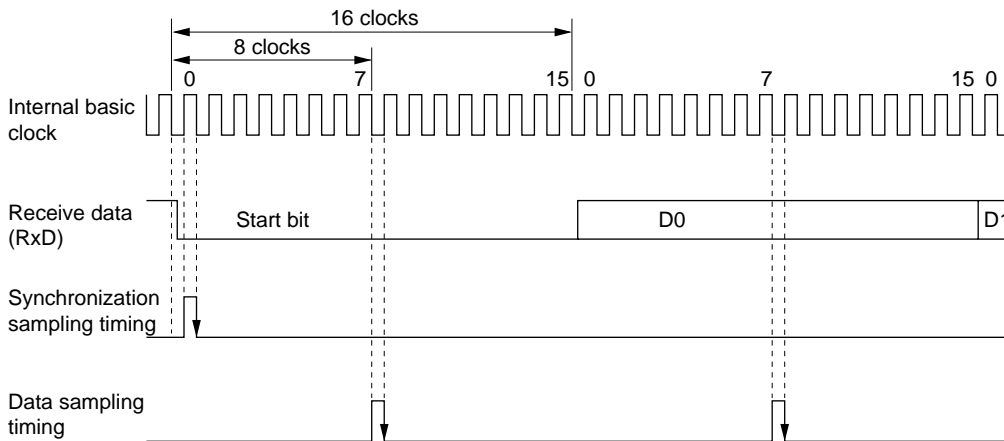 16 clocks
8 clocks
0 7 15 0 7 15 0
Internal basic
clock
Receive data
(RxD)
Start bit D0 D1
Synchronization
sampling timing
Data sampling
timing